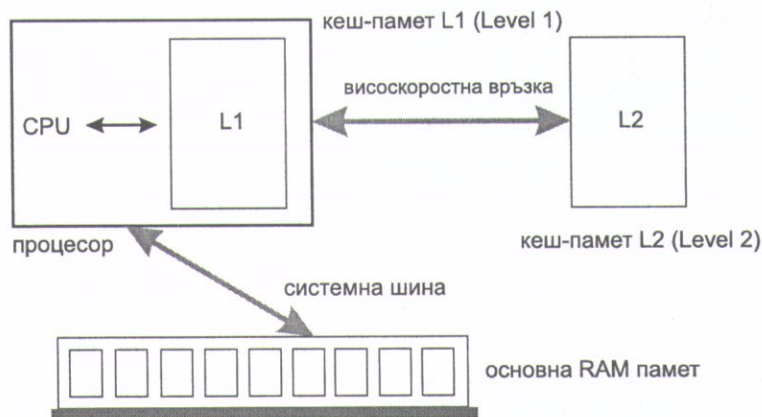 кеш-памет L1 (Level 1)
високоскоростна връзка
CPU
L1
L2
процесор
кеш-памет L2 (Level 2)
системна шина
основна RAM памет